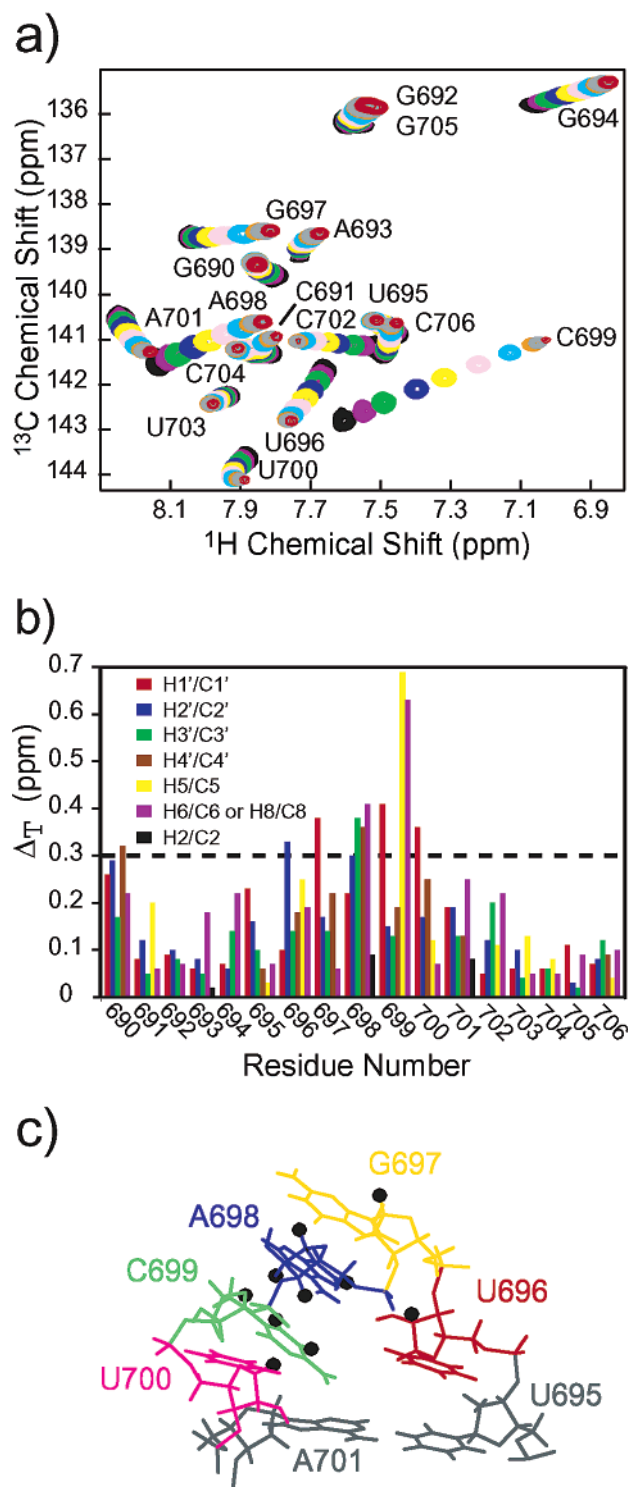 a)
G692
G705
G694
G697
A693
G690
A698
C691
U695
A701
C702
C706
C699
C704
U703
U696
U700
136
137
138
139
140
141
142
143
144
13C Chemical Shift (ppm)
8.1 7.9 7.7 7.5 7.3 7.1 6.9
1H Chemical Shift (ppm)
b)
0.7
0.6
0.5
0.4
0.3
0.2
0.1
0
ΔT (ppm)
H1'/C1'
H2'/C2'
H3'/C3'
H4'/C4'
H5/C5
H6/C6 or H8/C8
H2/C2
690 691 692 693 694 695 696 697 698 699 700 701 702 703 704 705 706
Residue Number
c)
G697
A698
C699
U696
U700
U695
A701